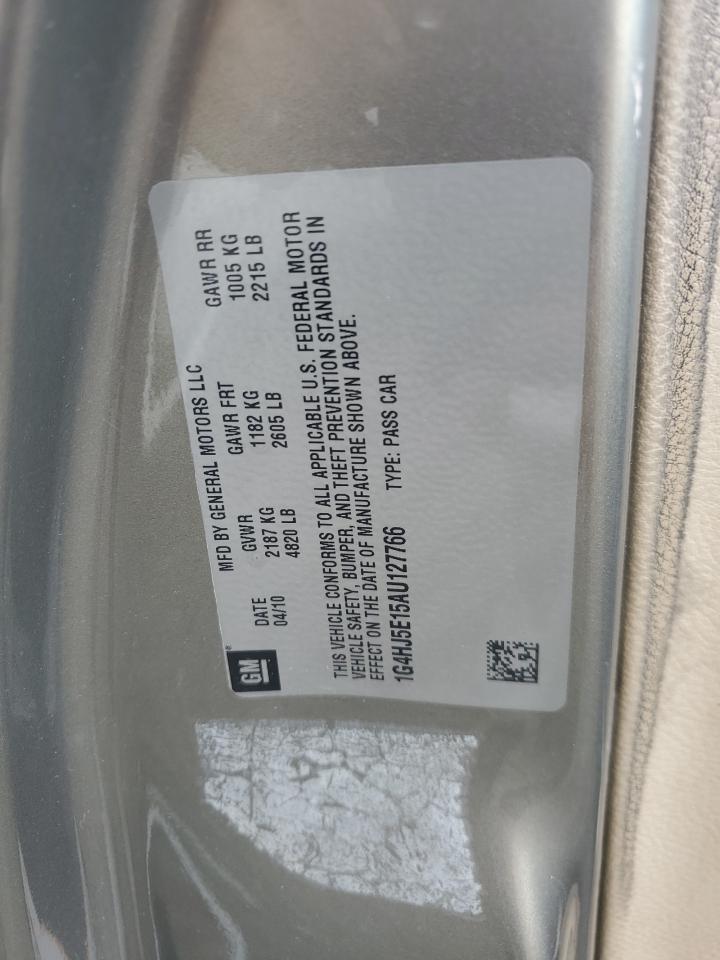 GM
MFD BY GENERAL MOTORS LLC
DATE GVWR GAWR FRT GAWR RR
04/10 2187 KG 1182 KG 1005 KG
4820 LB 2605 LB 2215 LB
THIS VEHICLE CONFORMS TO ALL APPLICABLE U.S. FEDERAL MOTOR
VEHICLE SAFETY, BUMPER, AND THEFT PREVENTION STANDARDS IN
EFFECT ON THE DATE OF MANUFACTURE SHOWN ABOVE.
1G4HJ5E15AU127766 TYPE: PASS CAR